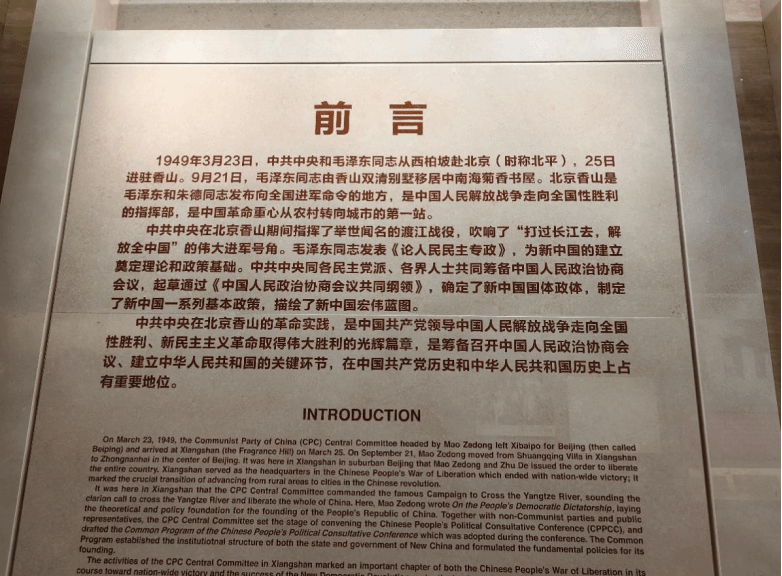 前 言
1949年3月23日，中共中央和毛泽东同志从西柏坡赴北京（时称北平），25日
进驻香山。9月21日，毛泽东同志由香山双清别墅移居中南海菊香书屋。北京香山是
毛泽东和朱德同志发布向全国进军命令的地方，是中国人民解放战争走向全国性胜利
的指挥部，是中国革命重心从农村转向城市的第一站。
中共中央在北京香山期间指挥了举世闻名的渡江战役，吹响了“打过长江去，解
放全中国”的伟大进军号角。毛泽东同志发表《论人民民主专政》，为新中国的建立
奠定理论和政策基础。中共中央同各民主党派、各界人士共同筹备中国人民政治协商
会议，起草通过《中国人民政治协商会议共同纲领》，确定了新中国国体政体，制定
了新中国一系列基本政策，描绘了新中国宏伟蓝图。
中共中央在北京香山的革命实践，是中国共产党领导中国人民解放战争走向全国
性胜利、新民主主义革命取得伟大胜利的光辉篇章，是筹备召开中国人民政治协商会
议、建立中华人民共和国的关键环节，在中国共产党历史和中华人民共和国历史上占
有重要地位。
INTRODUCTION
On March 23, 1949, the Communist Party of China (CPC) Central Committee headed by Mao Zedong left Xibaipo for Beijing (then called
Beiping) and arrived at Xiangshan (the Fragrance Hill) on March 25. On September 21, Mao Zedong moved from Shuangqing Villa in Xiangshan
to Zhongnanhai in the center of Beijing. It was here in Xiangshan in suburban Beijing that Mao Zedong and Zhu De issued the order to liberate
the entire country. Xiangshan served as the headquarters in the Chinese People's War of Liberation which ended with nation-wide victory; it
marked the crucial transition of advancing from rural areas to cities in the Chinese revolution.
It was here in Xiangshan that the CPC Central Committee commanded the famous Campaign to Cross the Yangtze River, sounding the
clarion call to cross the Yangtze River and liberate the whole of China. Here, Mao Zedong wrote On the People's Democratic Dictatorship, laying
the theoretical and policy foundation for the founding of the People's Republic of China. Together with non-Communist parties and public
representatives, the CPC Central Committee set the stage of convening the Chinese People's Political Consultative Conference (CPPCC), and
drafted the Common Program of the Chinese People's Political Consultative Conference which was adopted during the conference. The Common
Program established the institutiotnal structure of both the state and government of New China and formulated the fundamental policies for its
founding.
The activities of the CPC Central Committee in Xiangshan marked an important chapter of both the Chinese People's War of Liberation in its
course toward nation-wide victory and the success of the New Democratic